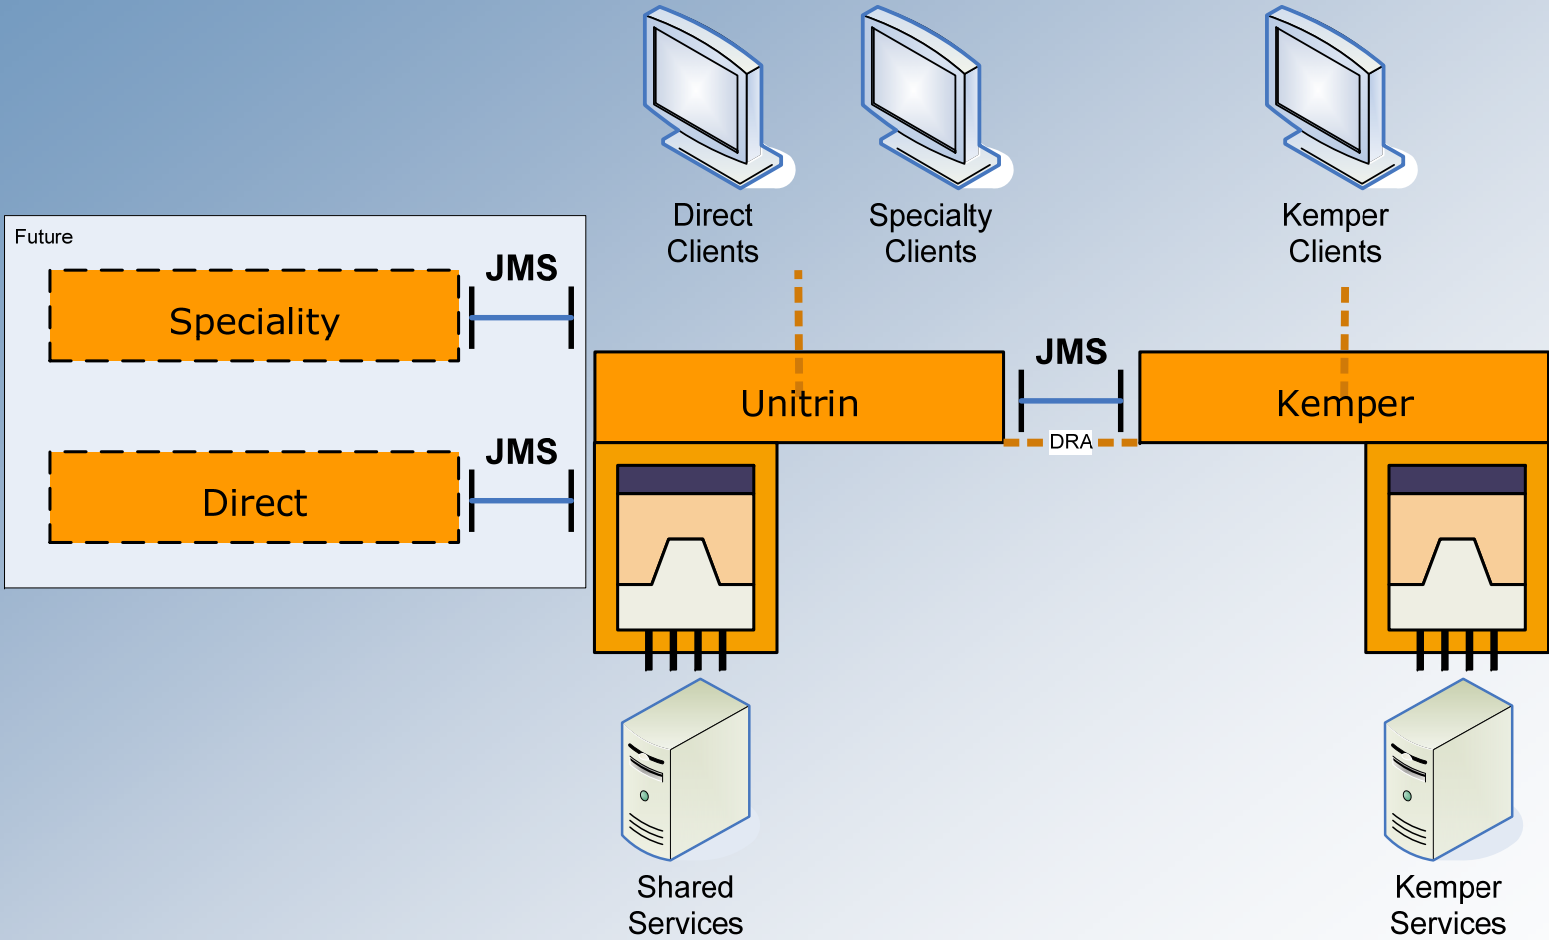 Direct
Clients
Specialty
Clients
Kemper
Clients
Future
JMS
Speciality
JMS
Direct
Unitrin
JMS
DRA
Kemper
Shared
Services
Kemper
Services